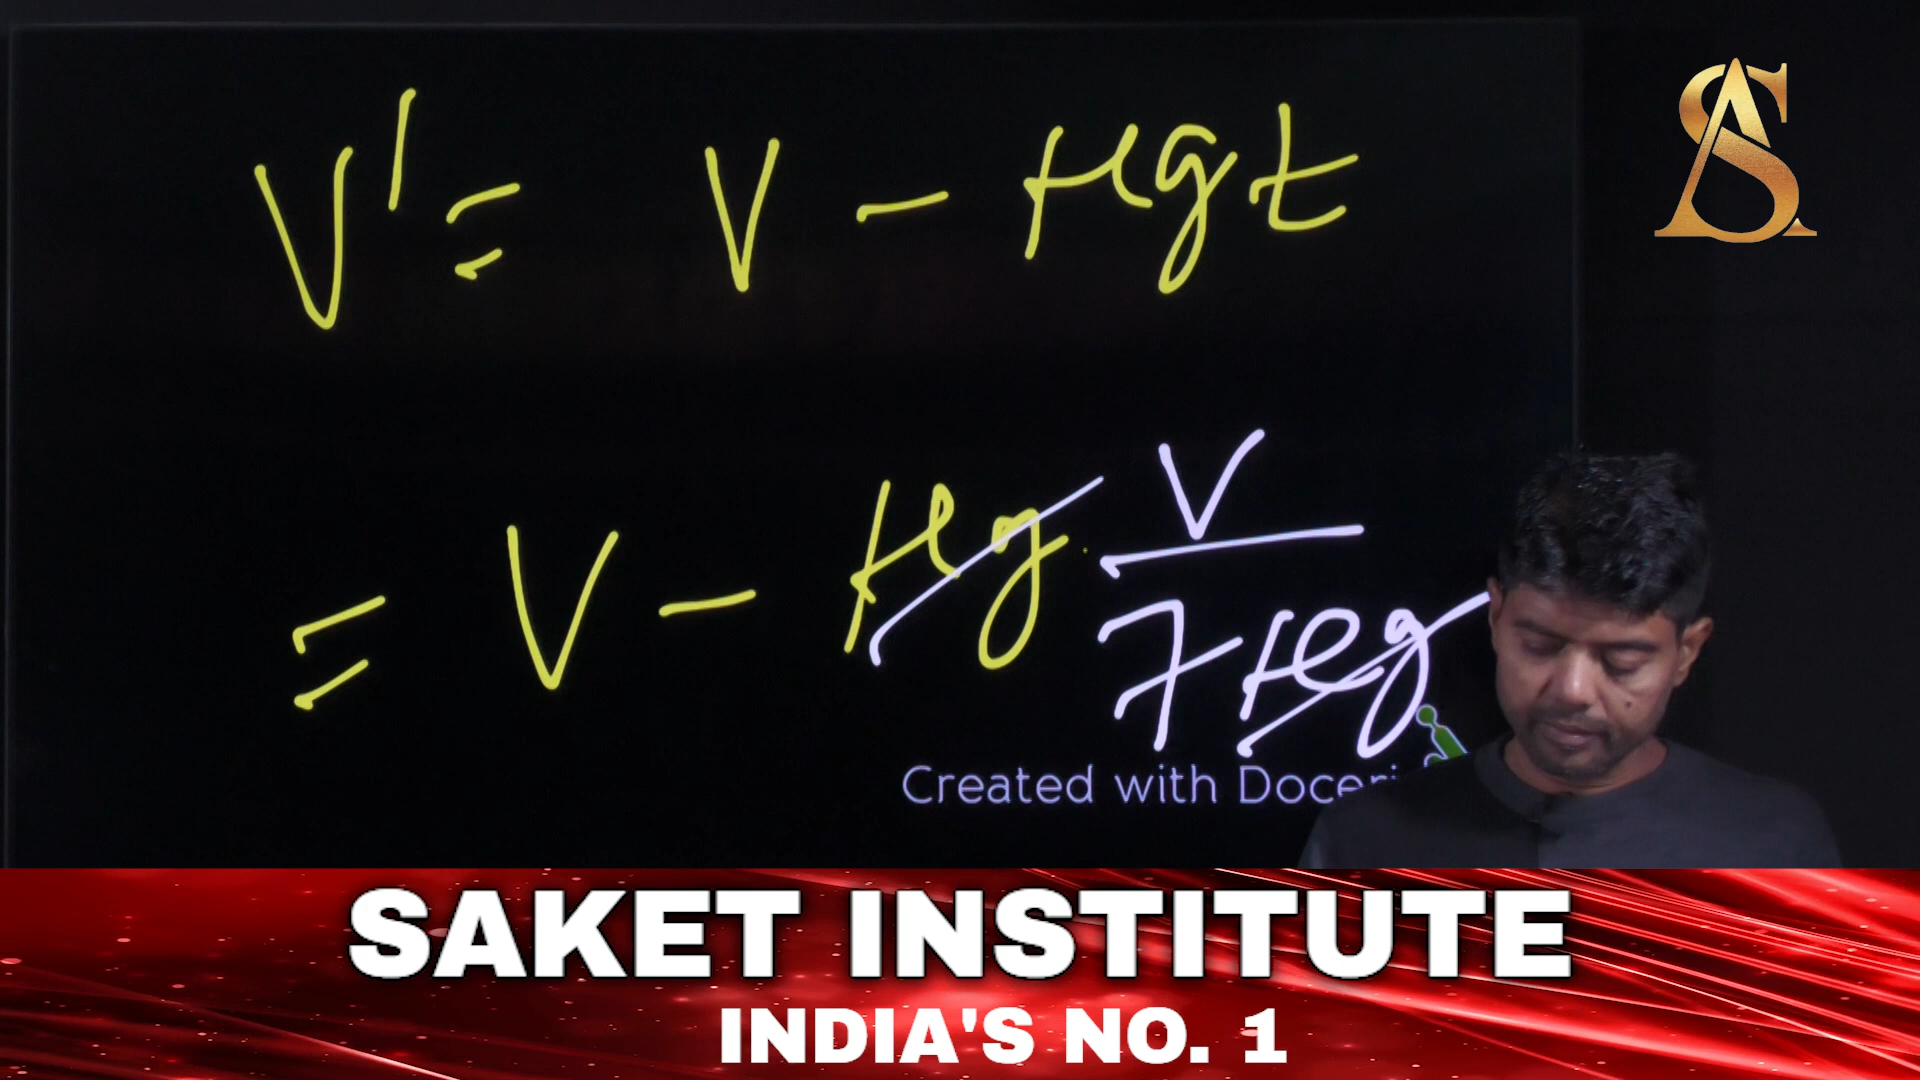 V' = V - μgt
= V - μg . V / 7μg
Created with Doceri
SAKET INSTITUTE
INDIA'S NO. 1